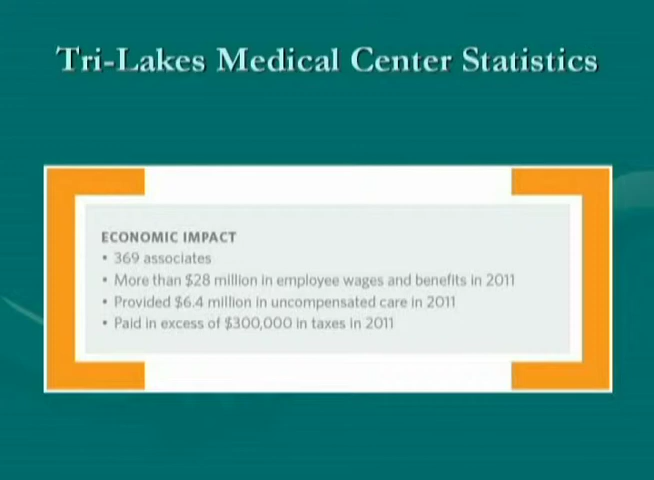 Tri-Lakes Medical Center Statistics
ECONOMIC IMPACT
• 369 associates
• More than $28 million in employee wages and benefits in 2011
• Provided $6.4 million in uncompensated care in 2011
• Paid in excess of $300,000 in taxes in 2011